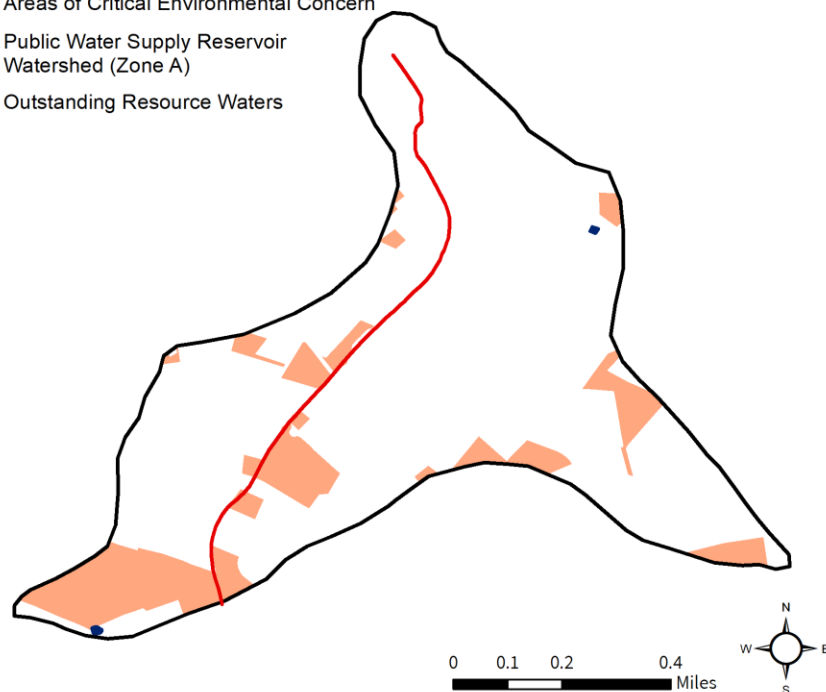 Areas of Critical Environmental Concern
Public Water Supply Reservoir
Watershed (Zone A)
Outstanding Resource Waters
N
W E
S
0 0.1 0.2 0.4
Miles